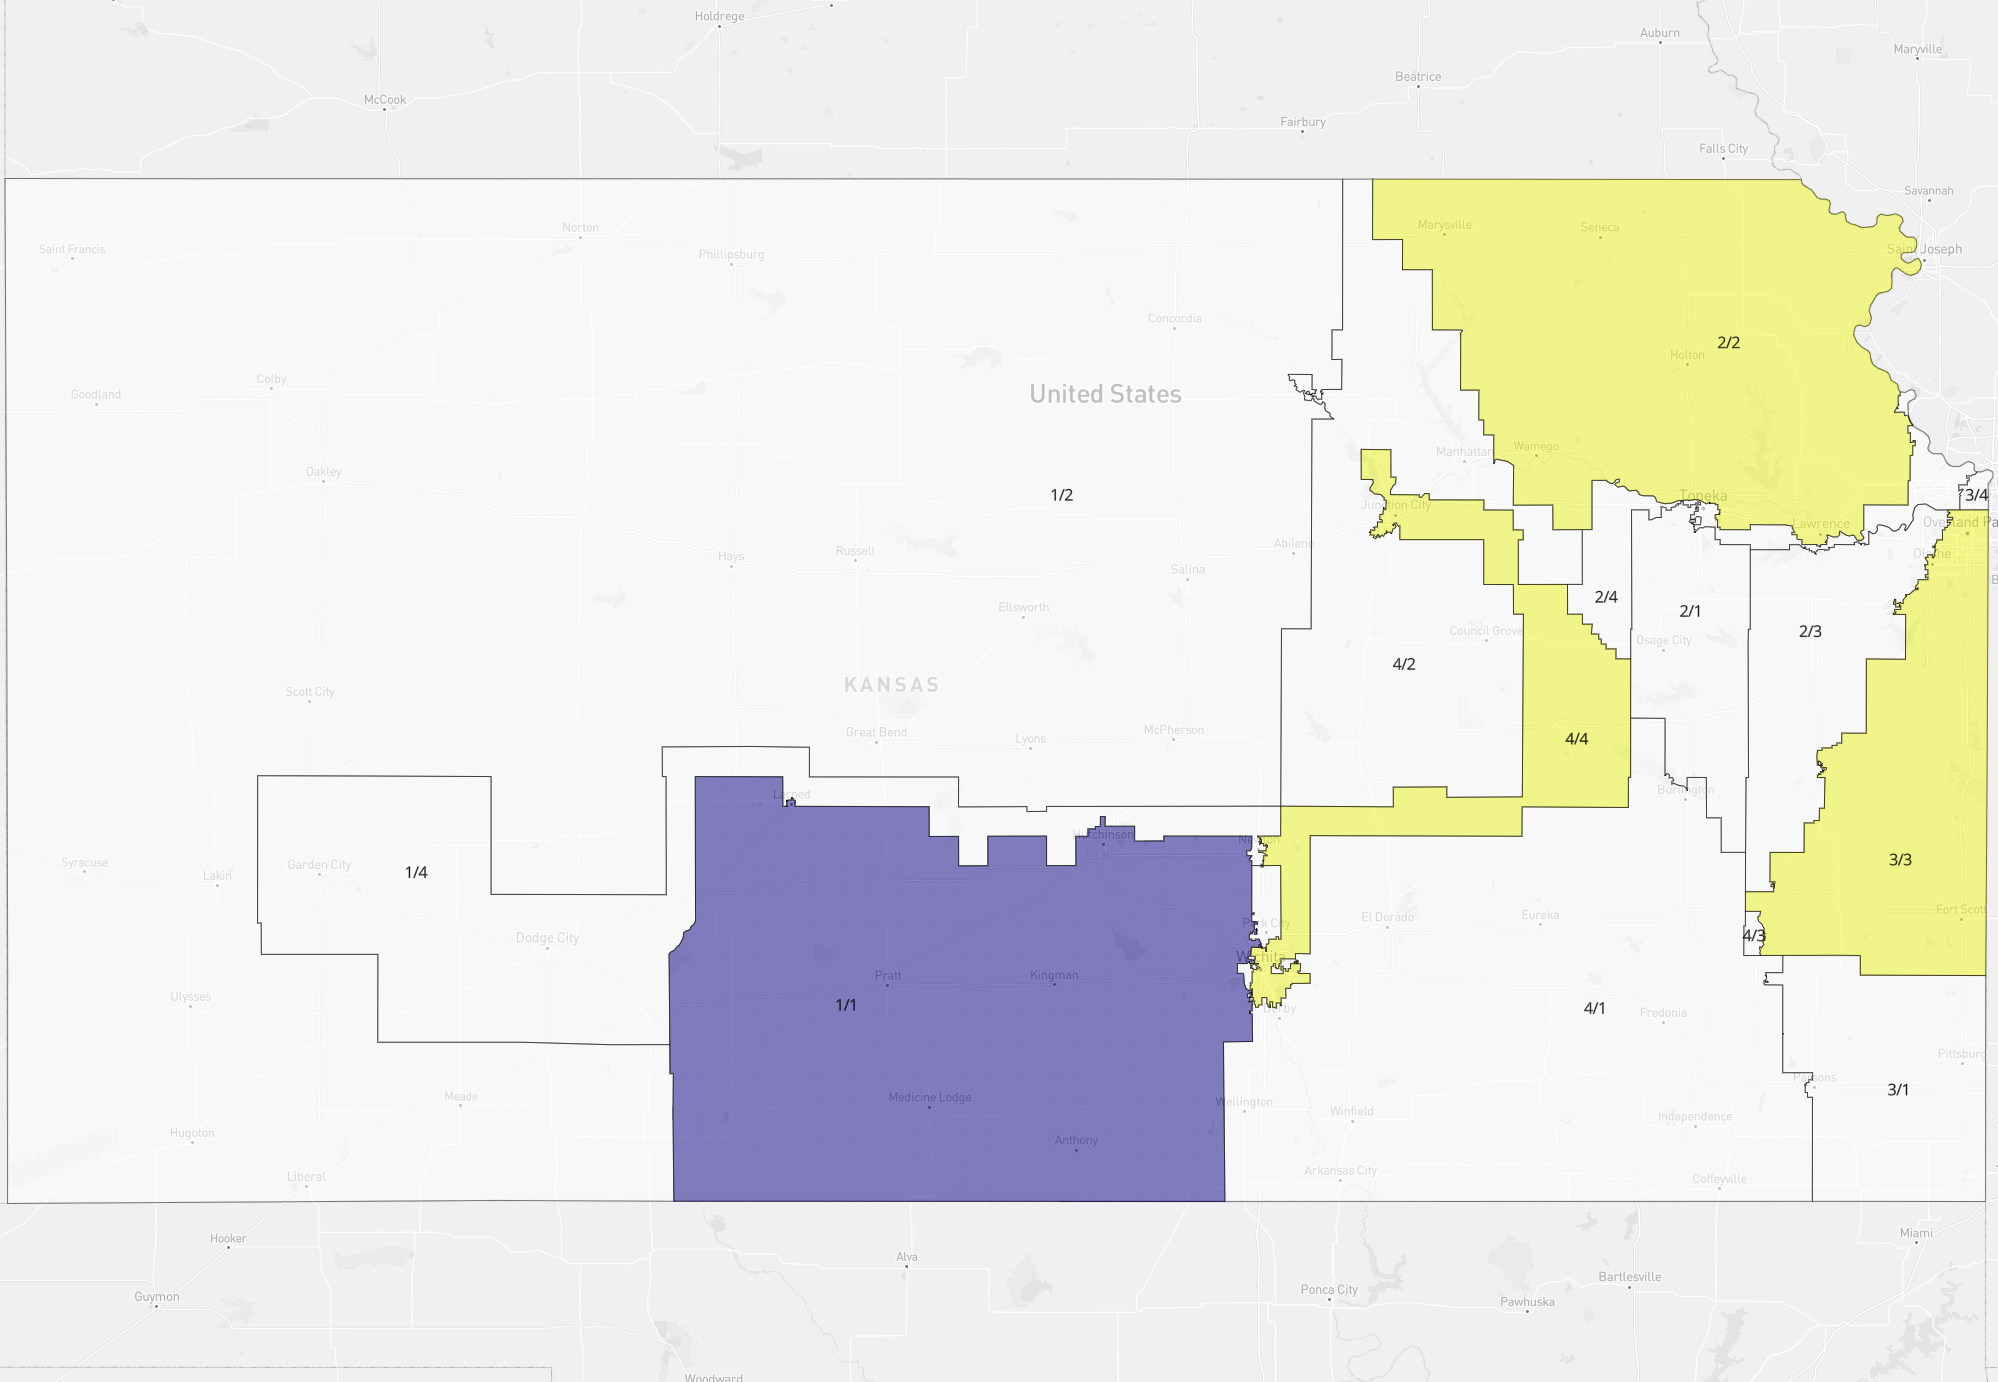 Holdrege
Auburn
Maryville
McCook
Beatrice
Fairbury
Falls City
Savannah
Saint Francis
Norton
Phillipsburg
Marysville
Seneca
Saint Joseph
Concordia
2/2
Holton
Colby
Goodland
United States
Oakley
Manhattan
Wamego
1/2
Topeka
3/4
Junction City
Lawrence
Overland Pa
Hays
Russell
Abilene
Olathe
Salina
B
Ellsworth
2/4
2/1
2/3
Council Grove
Osage City
4/2
KANSAS
Scott City
Great Bend
Lyons
McPherson
4/4
Larned
Burlington
Hutchinson
Newton
Syracuse
Garden City
Lakin
1/4
3/3
Park City
El Dorado
Eureka
Fort Scott
Dodge City
4/3
Wichita
Pratt
Kingman
Ulysses
1/1
Derby
4/1
Fredonia
Pittsburg
Parsons
3/1
Meade
Medicine Lodge
Wellington
Winfield
Independence
Hugoton
Anthony
Liberal
Arkansas City
Coffeyville
Hooker
Alva
Miami
Bartlesville
Guymon
Ponca City
Pawhuska
Woodward